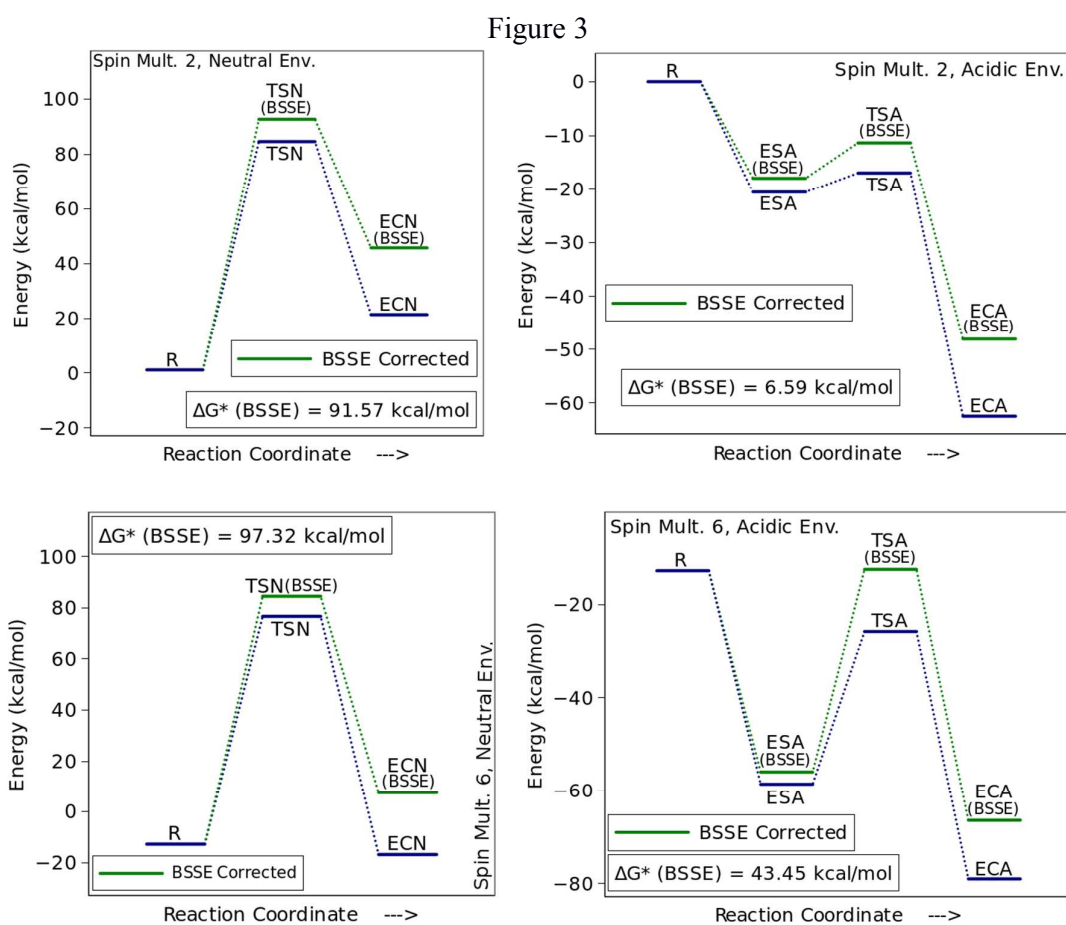 Figure 3
Spin Mult. 2, Neutral Env.
TSN
(BSSE)
TSN
ECN
(BSSE)
ECN
R
BSSE Corrected
ΔG* (BSSE) = 91.57 kcal/mol
100
80
60
40
20
0
−20
Energy (kcal/mol)
Reaction Coordinate --->
Spin Mult. 2, Acidic Env.
R
TSA
(BSSE)
ESA
(BSSE)
TSA
ESA
BSSE Corrected
ECA
(BSSE)
ΔG* (BSSE) = 6.59 kcal/mol
ECA
0
−10
−20
−30
−40
−50
−60
Energy (kcal/mol)
Reaction Coordinate --->
ΔG* (BSSE) = 97.32 kcal/mol
TSN(BSSE)
TSN
ECN
(BSSE)
R
ECN
BSSE Corrected
Spin Mult. 6, Neutral Env.
100
80
60
40
20
0
−20
Energy (kcal/mol)
Reaction Coordinate --->
Spin Mult. 6, Acidic Env.
TSA
(BSSE)
R
TSA
ESA
(BSSE)
ESA
ECA
(BSSE)
BSSE Corrected
ΔG* (BSSE) = 43.45 kcal/mol
ECA
−20
−40
−60
−80
Energy (kcal/mol)
Reaction Coordinate --->